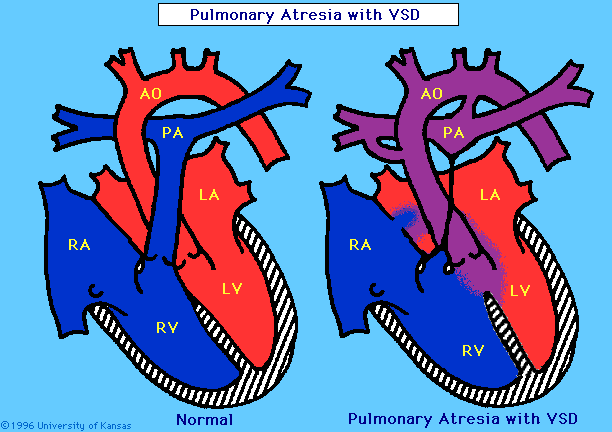 Pulmonary Atresia with VSD
AO
PA
LA
RA
LV
RV
AO
PA
LA
RA
LV
RV
©1996 University of Kansas
Normal
Pulmonary Atresia with VSD